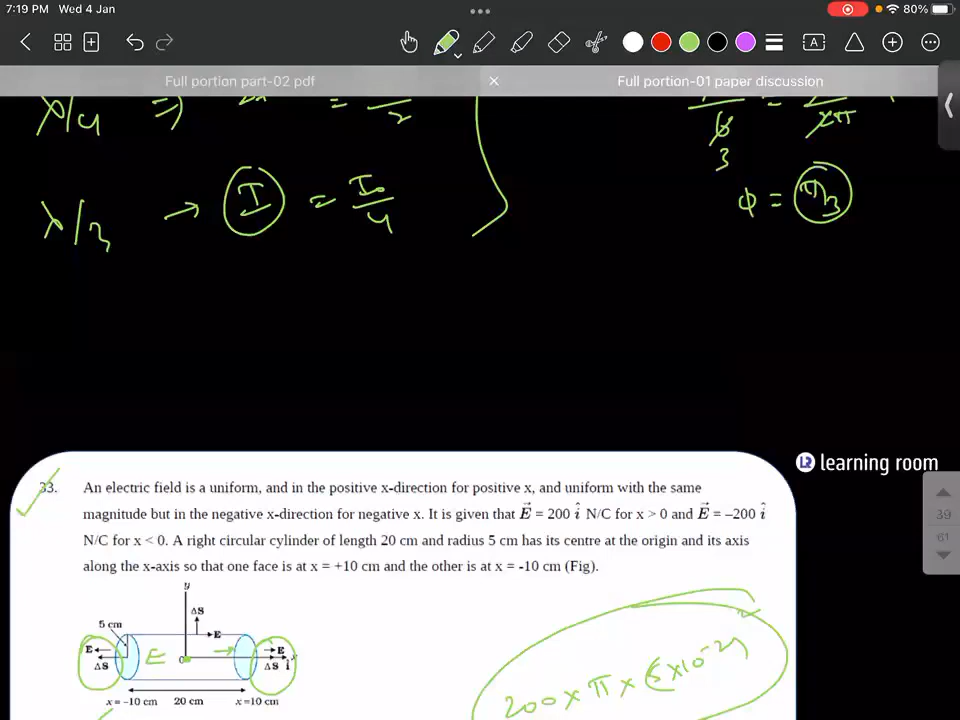 7:19 PM Wed 4 Jan
80%
Full portion part-02 pdf
Full portion-01 paper discussion
λ/4 ⇒ =
2
3
λ/3 → I = I₀/4
φ = π/3
learning room
39
61
33. An electric field is a uniform, and in the positive x-direction for positive x, and uniform with the same
magnitude but in the negative x-direction for negative x. It is given that E⃗ = 200 î N/C for x > 0 and E⃗ = –200 î
N/C for x < 0. A right circular cylinder of length 20 cm and radius 5 cm has its centre at the origin and its axis
along the x-axis so that one face is at x = +10 cm and the other is at x = -10 cm (Fig).
y
ΔS
5 cm
E
E
E
E
O
x
ΔS
ΔS î
x = –10 cm 20 cm x =10 cm
200 × π × (5×10⁻²)